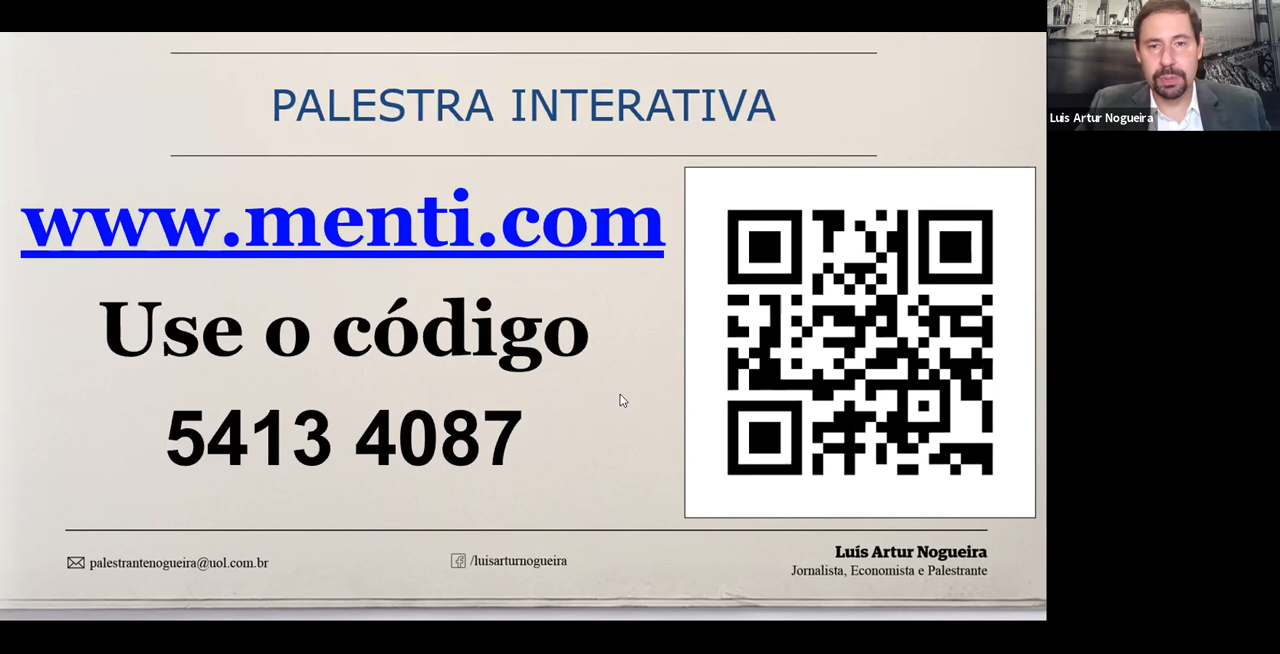 PALESTRA INTERATIVA
www.menti.com
Use o código
5413 4087
palestrantenogueira@uol.com.br
/luisarturnogueira
Luís Artur Nogueira
Jornalista, Economista e Palestrante
Luis Artur Nogueira